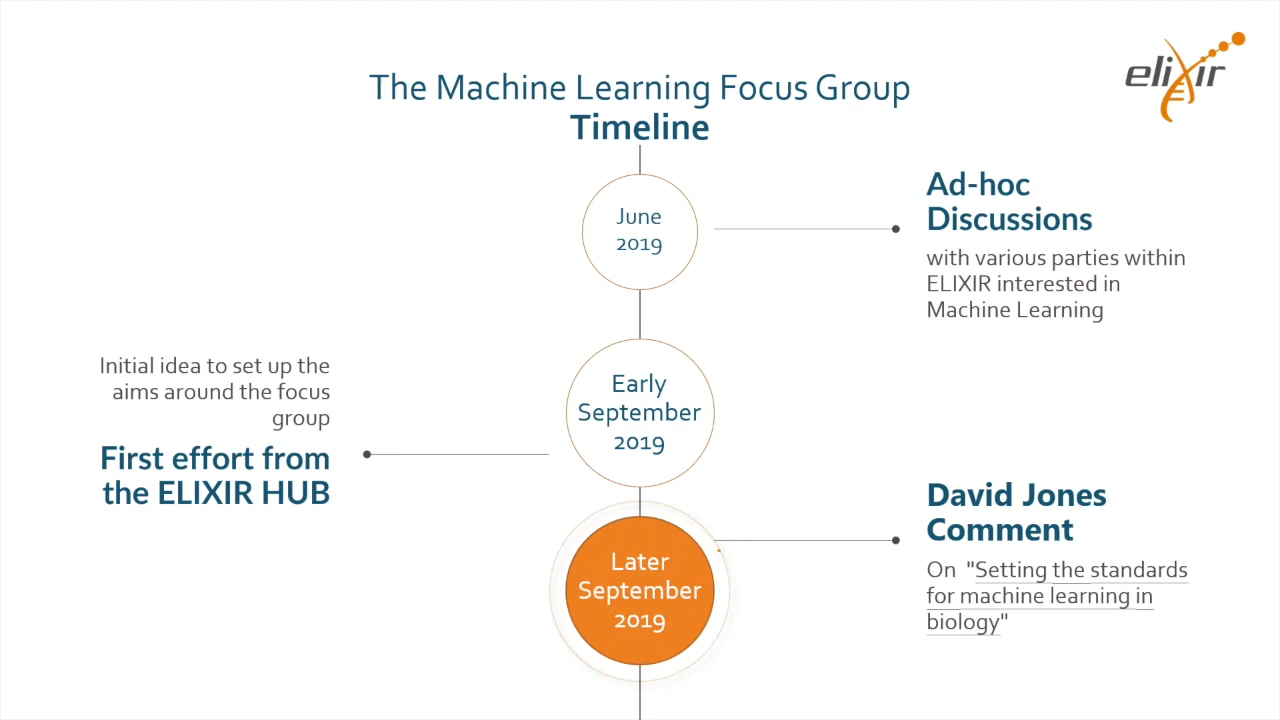 elixir
The Machine Learning Focus Group
Timeline
June
2019
Ad-hoc
Discussions
with various parties within
ELIXIR interested in
Machine Learning
Initial idea to set up the
aims around the focus
group
First effort from
the ELIXIR HUB
Early
September
2019
Later
September
2019
David Jones
Comment
On "Setting the standards
for machine learning in
biology"